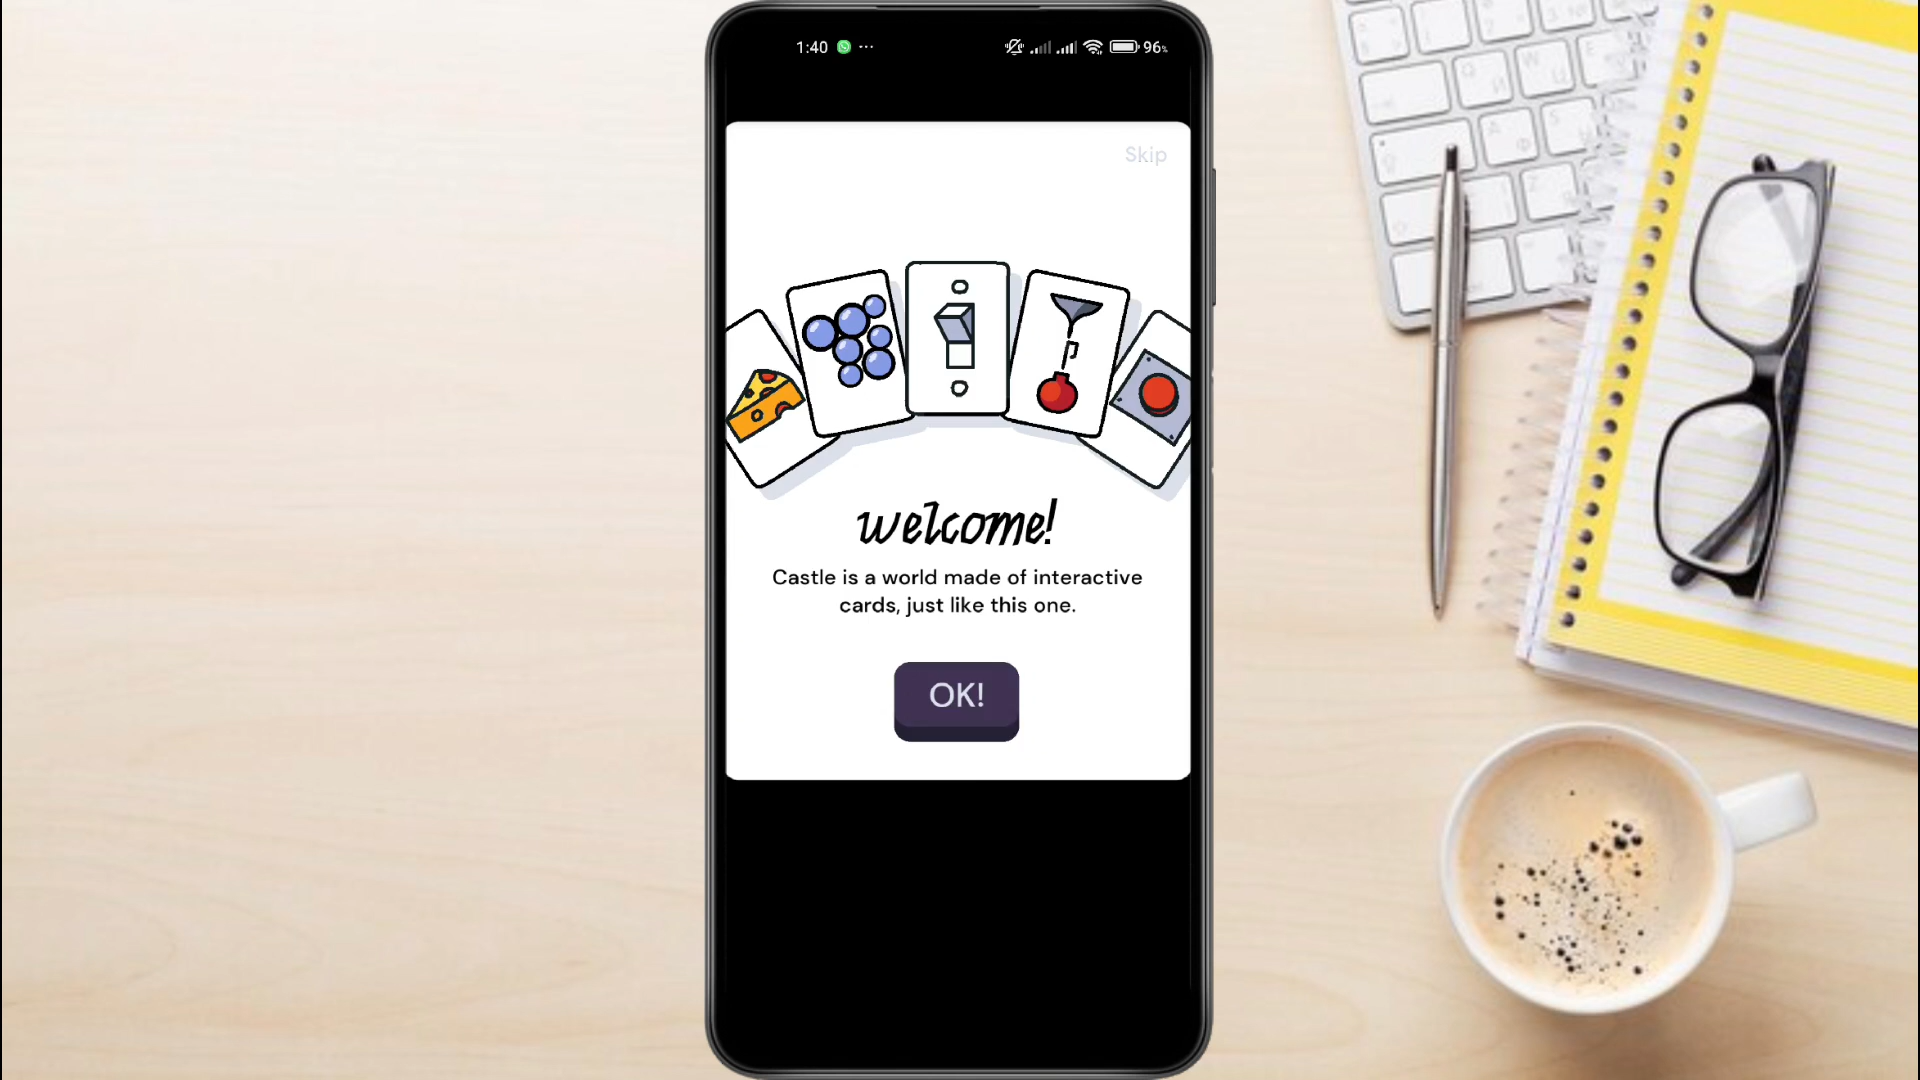 1:40
96%
Skip
welcome!
Castle is a world made of interactive
cards, just like this one.
OK!